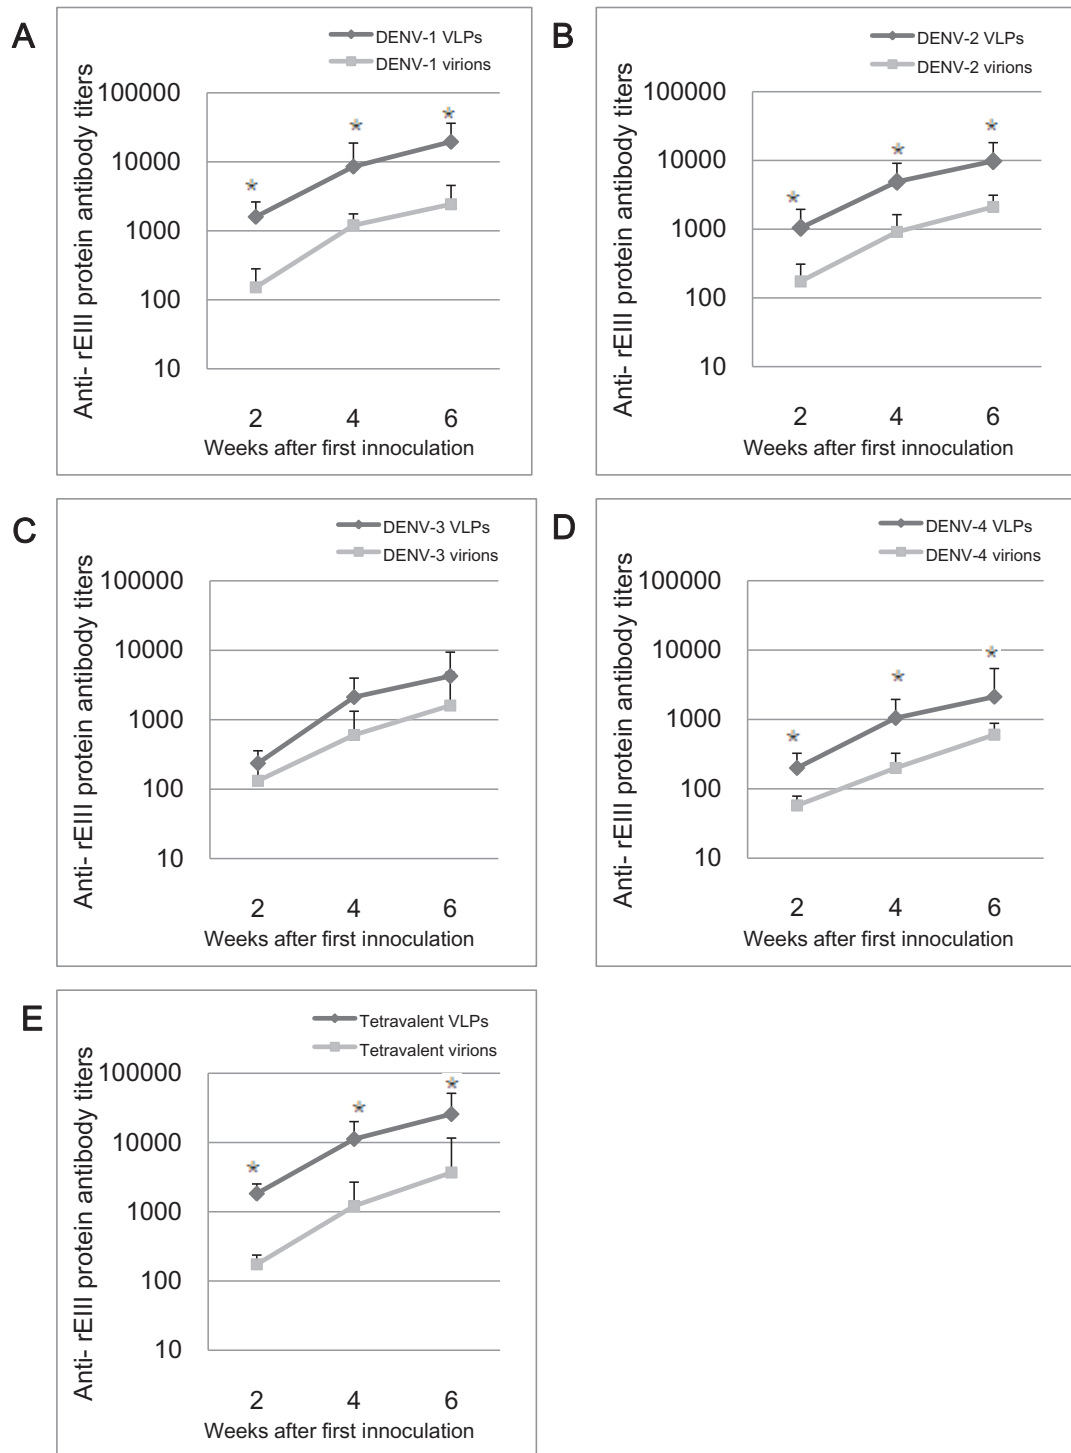 A
DENV-1 VLPs
DENV-1 virions
Anti- rEIII protein antibody titers
100000
10000
1000
100
10
* * *
2 4 6
Weeks after first innoculation
B
DENV-2 VLPs
DENV-2 virions
Anti- rEIII protein antibody titers
100000
10000
1000
100
10
* * *
2 4 6
Weeks after first innoculation
C
DENV-3 VLPs
DENV-3 virions
Anti- rEIII protein antibody titers
100000
10000
1000
100
10
2 4 6
Weeks after first innoculation
D
DENV-4 VLPs
DENV-4 virions
Anti- rEIII protein antibody titers
100000
10000
1000
100
10
* * *
2 4 6
Weeks after first innoculation
E
Tetravalent VLPs
Tetravalent virions
Anti- rEIII protein antibody titers
100000
10000
1000
100
10
* * *
2 4 6
Weeks after first innoculation